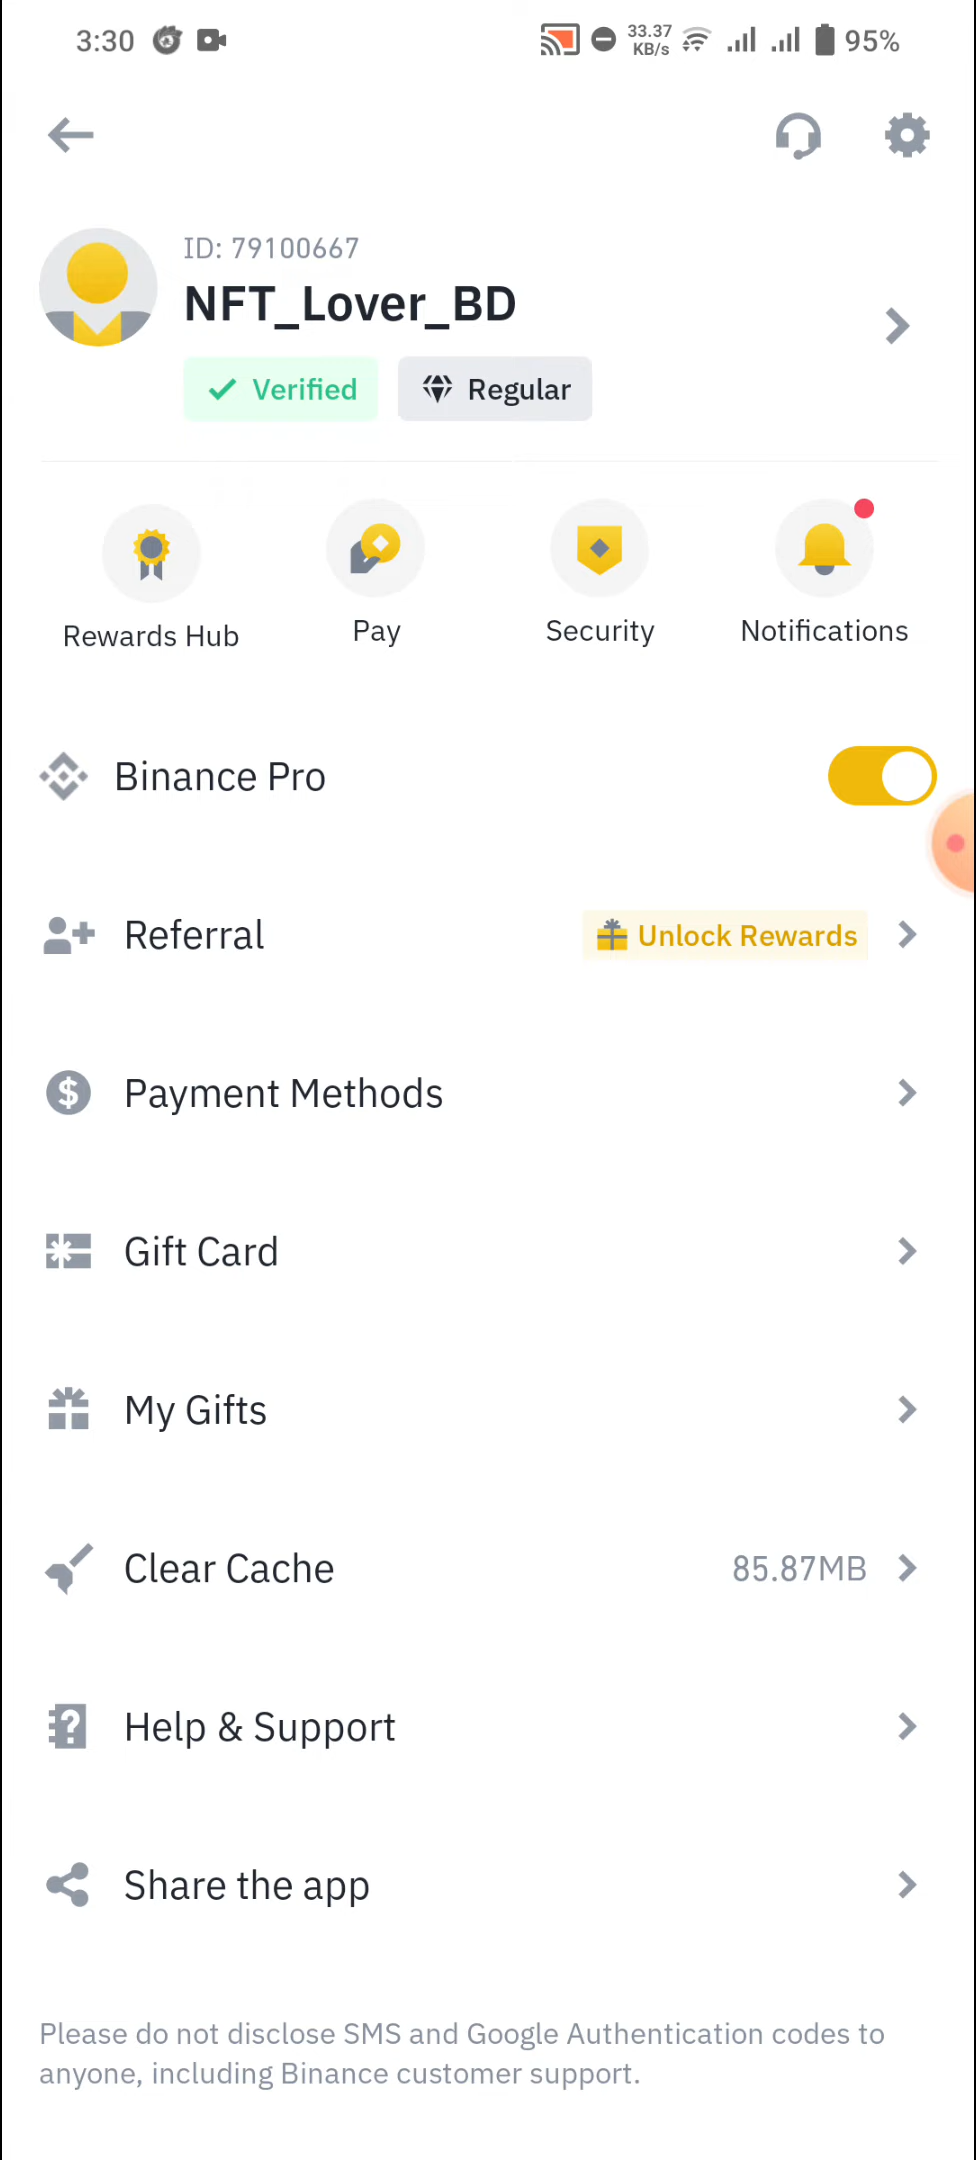 3:30
33.37
KB/s
95%
ID: 79100667
NFT_Lover_BD
Verified
Regular
Rewards Hub
Pay
Security
Notifications
Binance Pro
Referral
Unlock Rewards
Payment Methods
Gift Card
My Gifts
Clear Cache
85.87MB
Help & Support
Share the app
Please do not disclose SMS and Google Authentication codes to
anyone, including Binance customer support.